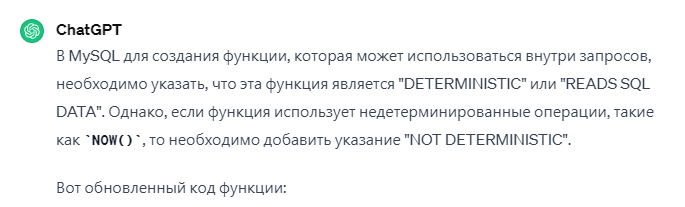 ChatGPT
В MySQL для создания функции, которая может использоваться внутри запросов,
необходимо указать, что эта функция является "DETERMINISTIC" или "READS SQL
DATA". Однако, если функция использует недетерминированные операции, такие
как `NOW()`, то необходимо добавить указание "NOT DETERMINISTIC".
Вот обновленный код функции: